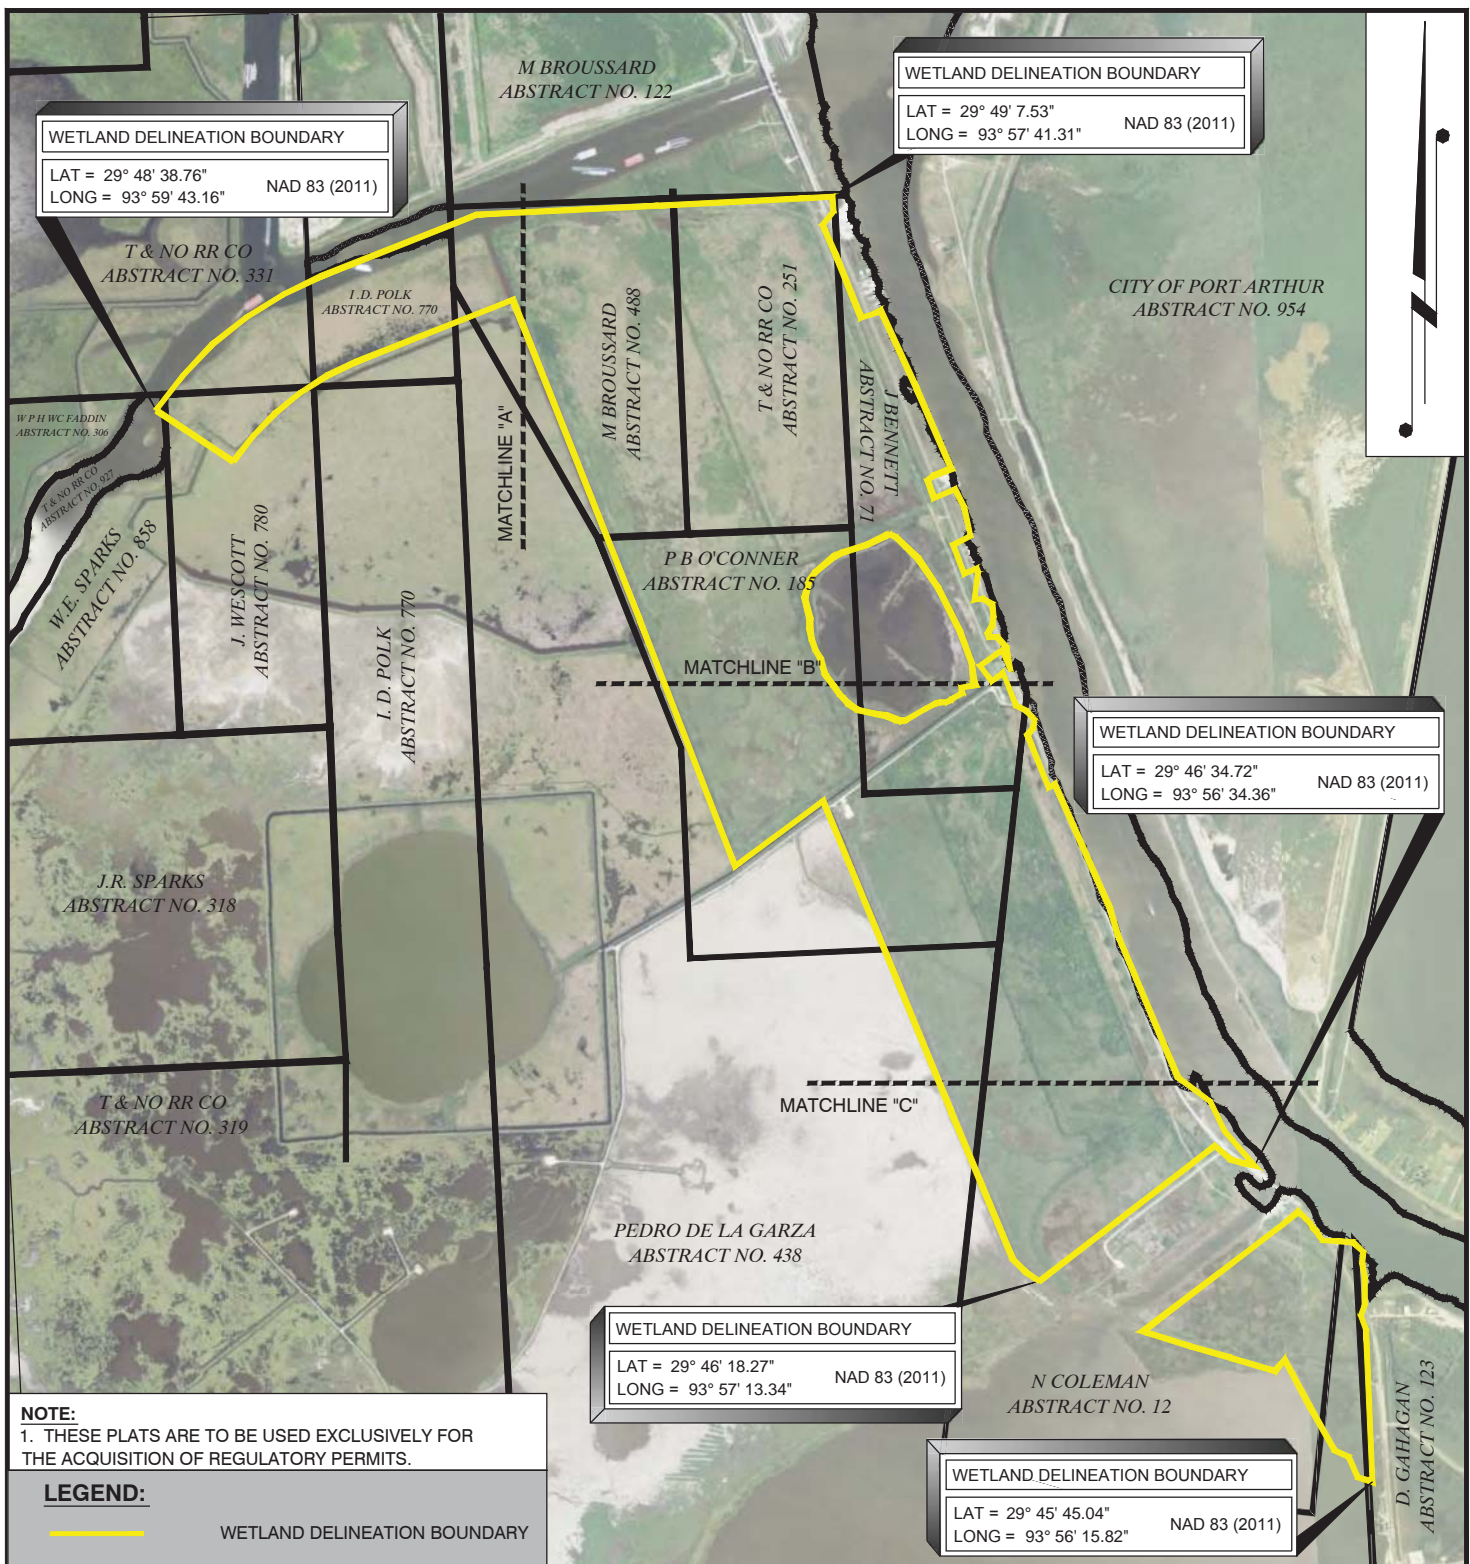 M BROUSSARD
ABSTRACT NO. 122
WETLAND DELINEATION BOUNDARY
LAT = 29° 49' 7.53"
LONG = 93° 57' 41.31"
NAD 83 (2011)
WETLAND DELINEATION BOUNDARY
LAT = 29° 48' 38.76"
LONG = 93° 59' 43.16"
NAD 83 (2011)
T & NO RR CO
ABSTRACT NO. 331
I .D. POLK
ABSTRACT NO. 770
CITY OF PORT ARTHUR
ABSTRACT NO. 954
M BROUSSARD
ABSTRACT NO. 488
T & NO RR CO
ABSTRACT NO. 251
J BENNETT
ABSTRACT NO. 71
W P H WC FADDIN
ABSTRACT NO. 306
T & NO RR CO
ABSTRACT NO. 927
MATCHLINE "A"
W.E. SPARKS
ABSTRACT NO. 858
J. WESCOTT
ABSTRACT NO. 780
I. D. POLK
ABSTRACT NO. 770
P B O'CONNER
ABSTRACT NO. 185
MATCHLINE "B"
WETLAND DELINEATION BOUNDARY
LAT = 29° 46' 34.72"
LONG = 93° 56' 34.36"
NAD 83 (2011)
J.R. SPARKS
ABSTRACT NO. 318
T & NO RR CO
ABSTRACT NO. 319
MATCHLINE "C"
PEDRO DE LA GARZA
ABSTRACT NO. 438
WETLAND DELINEATION BOUNDARY
LAT = 29° 46' 18.27"
LONG = 93° 57' 13.34"
NAD 83 (2011)
N COLEMAN
ABSTRACT NO. 12
D. GAHAGAN
ABSTRACT NO. 123
WETLAND DELINEATION BOUNDARY
LAT = 29° 45' 45.04"
LONG = 93° 56' 15.82"
NAD 83 (2011)
NOTE:
1. THESE PLATS ARE TO BE USED EXCLUSIVELY FOR
THE ACQUISITION OF REGULATORY PERMITS.
LEGEND:
WETLAND DELINEATION BOUNDARY